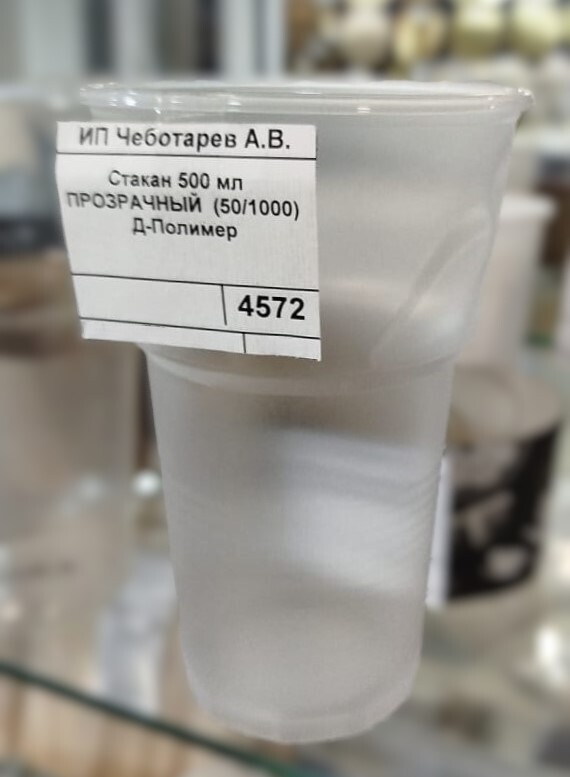 ИП Чеботарев А.В.
Стакан 500 мл
ПРОЗРАЧНЫЙ (50/1000)
Д-Полимер
4572